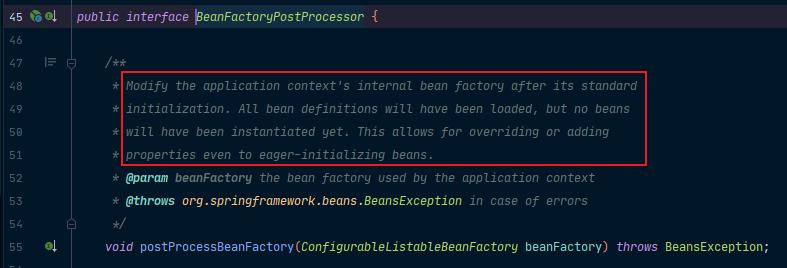 45 public interface BeanFactoryPostProcessor {
46
47 /**
48 * Modify the application context's internal bean factory after its standard
49 * initialization. All bean definitions will have been loaded, but no beans
50 * will have been instantiated yet. This allows for overriding or adding
51 * properties even to eager-initializing beans.
52 * @param beanFactory the bean factory used by the application context
53 * @throws org.springframework.beans.BeansException in case of errors
54 */
55 void postProcessBeanFactory(ConfigurableListableBeanFactory beanFactory) throws BeansException;